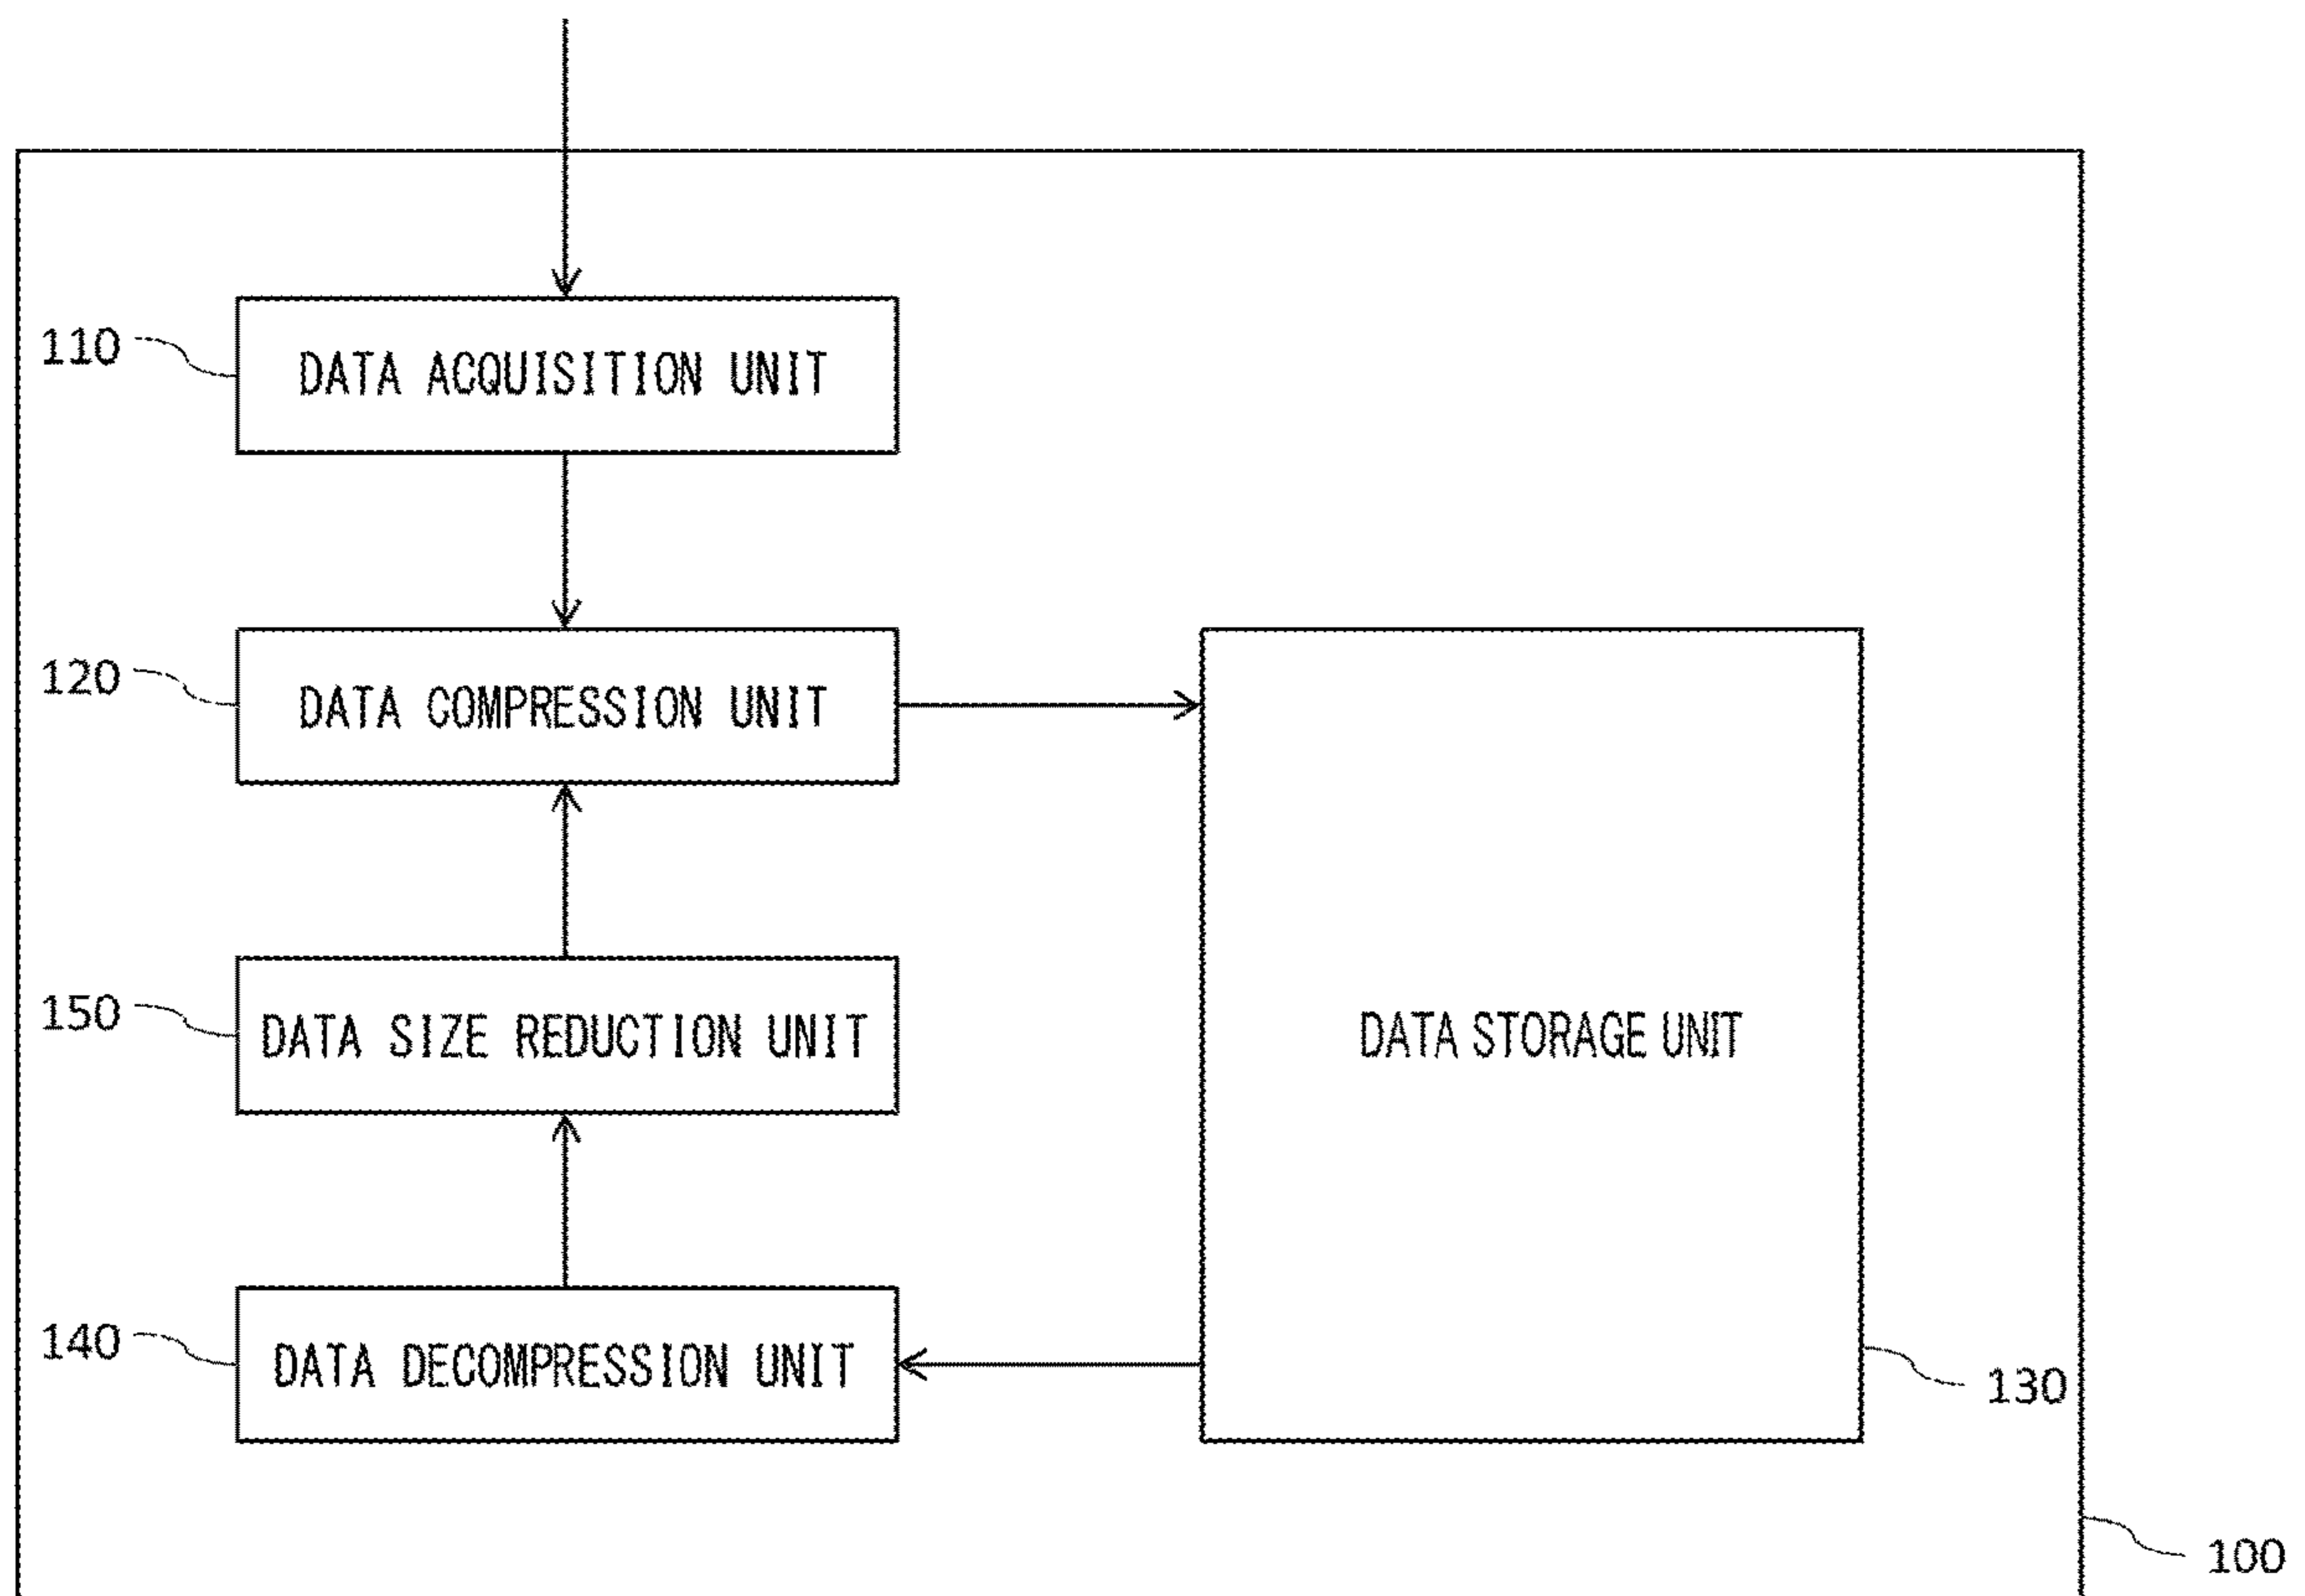 110
DATA ACQUISITION UNIT
120
DATA COMPRESSION UNIT
150
DATA SIZE REDUCTION UNIT
DATA STORAGE UNIT
140
DATA DECOMPRESSION UNIT
130
100